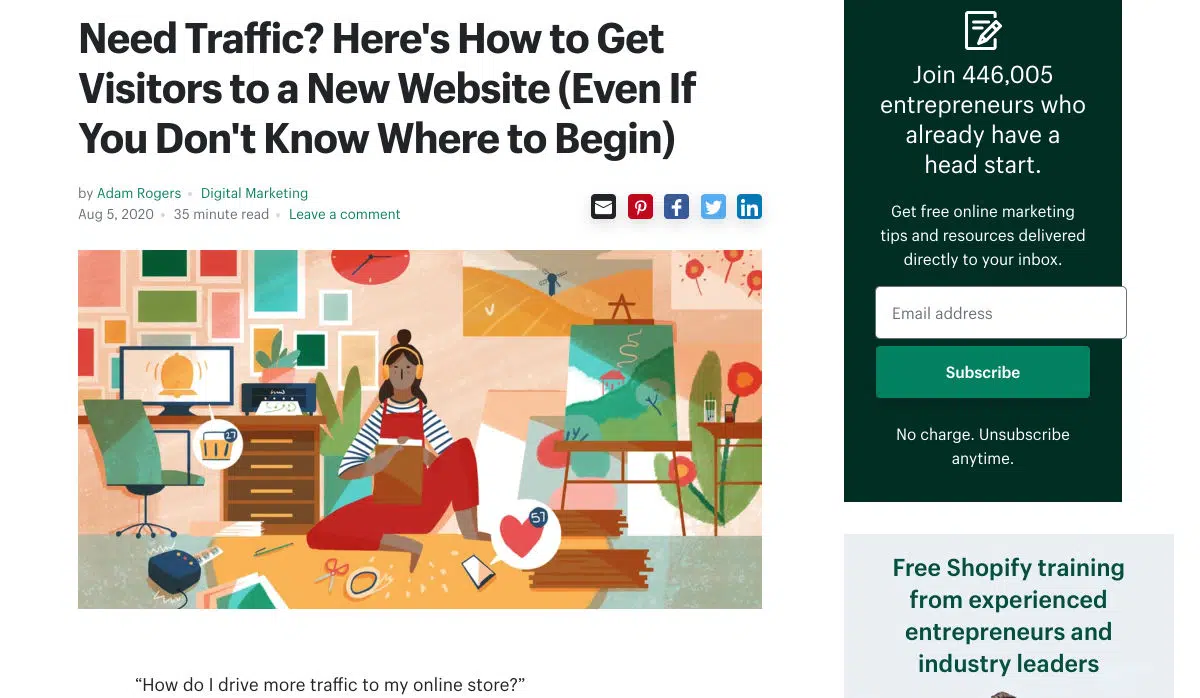 Need Traffic? Here's How to Get
Visitors to a New Website (Even If
You Don't Know Where to Begin)
by Adam Rogers • Digital Marketing
Aug 5, 2020 • 35 minute read • Leave a comment
17
57
“How do I drive more traffic to my online store?”
Join 446,005
entrepreneurs who
already have a
head start.
Get free online marketing
tips and resources delivered
directly to your inbox.
Email address
Subscribe
No charge. Unsubscribe
anytime.
Free Shopify training
from experienced
entrepreneurs and
industry leaders